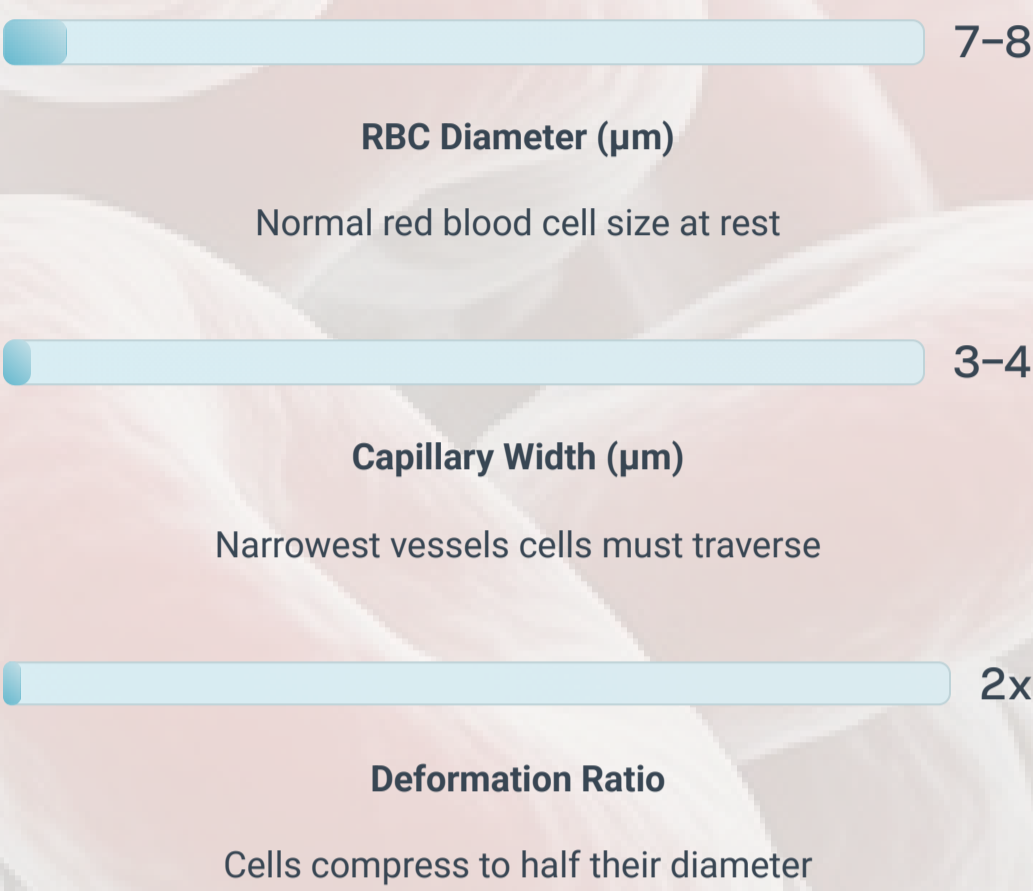 7–8
RBC Diameter (μm)
Normal red blood cell size at rest
3–4
Capillary Width (μm)
Narrowest vessels cells must traverse
2x
Deformation Ratio
Cells compress to half their diameter